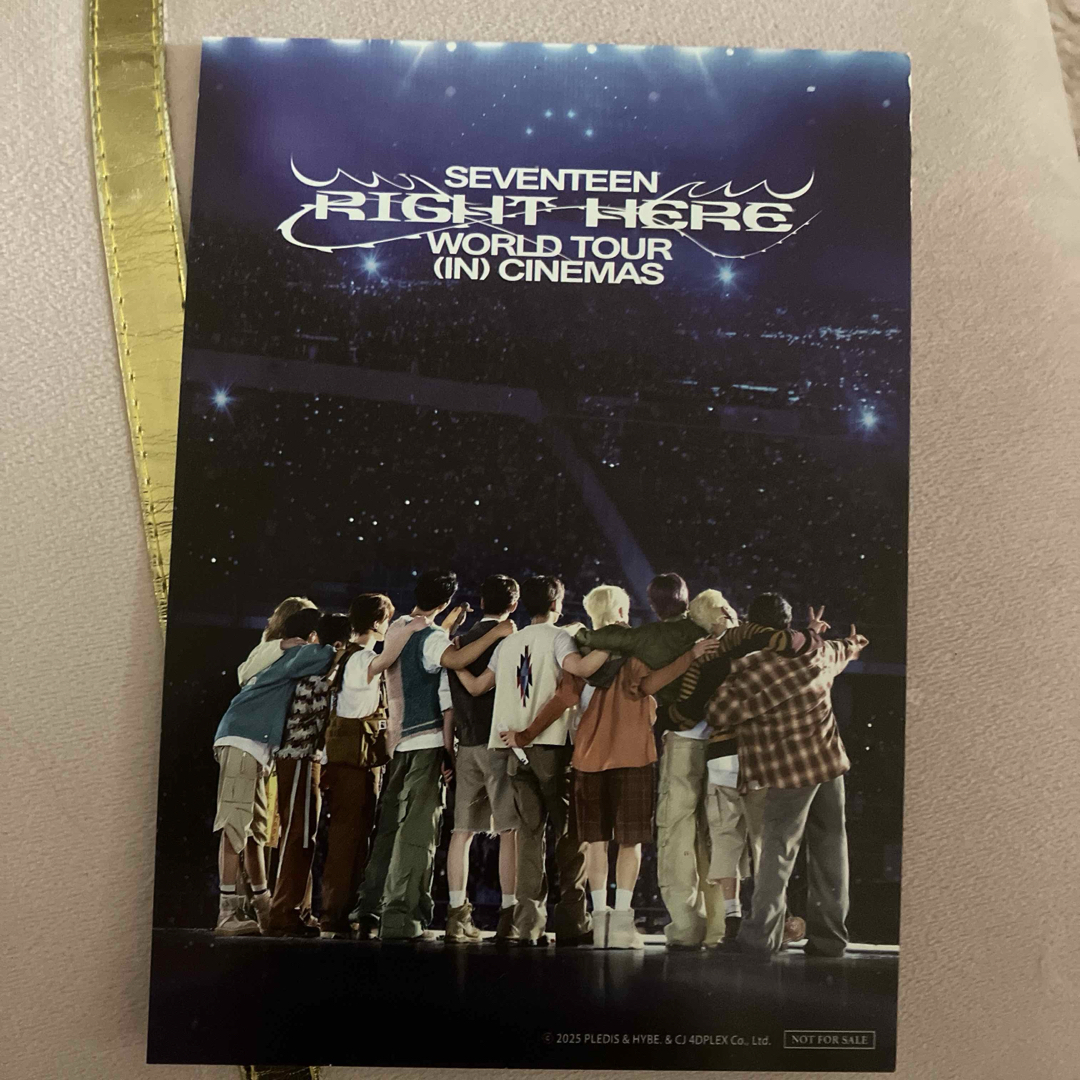 SEVENTEEN
RIGHT HERE
WORLD TOUR
(IN) CINEMAS
© 2025 PLEDIS & HYBE. & CJ 4DPLEX Co., Ltd. NOT FOR SALE